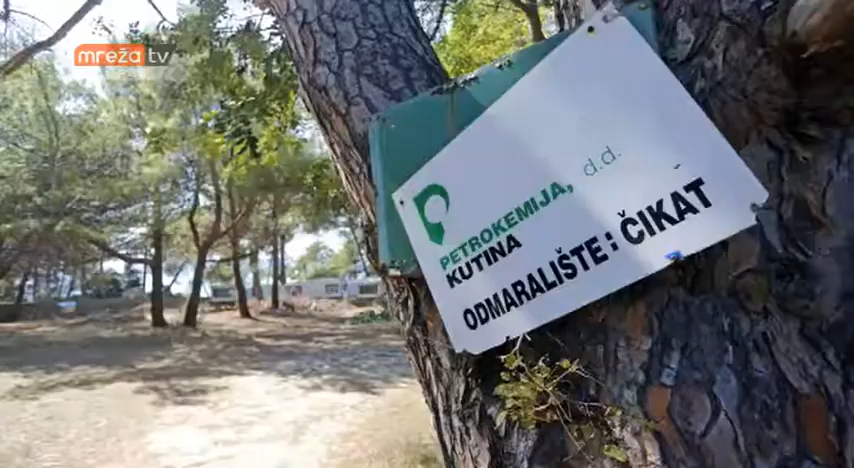 mreža tv
PETROKEMIJA, d.d.
KUTINA
ODMARALIŠTE: ČIKAT